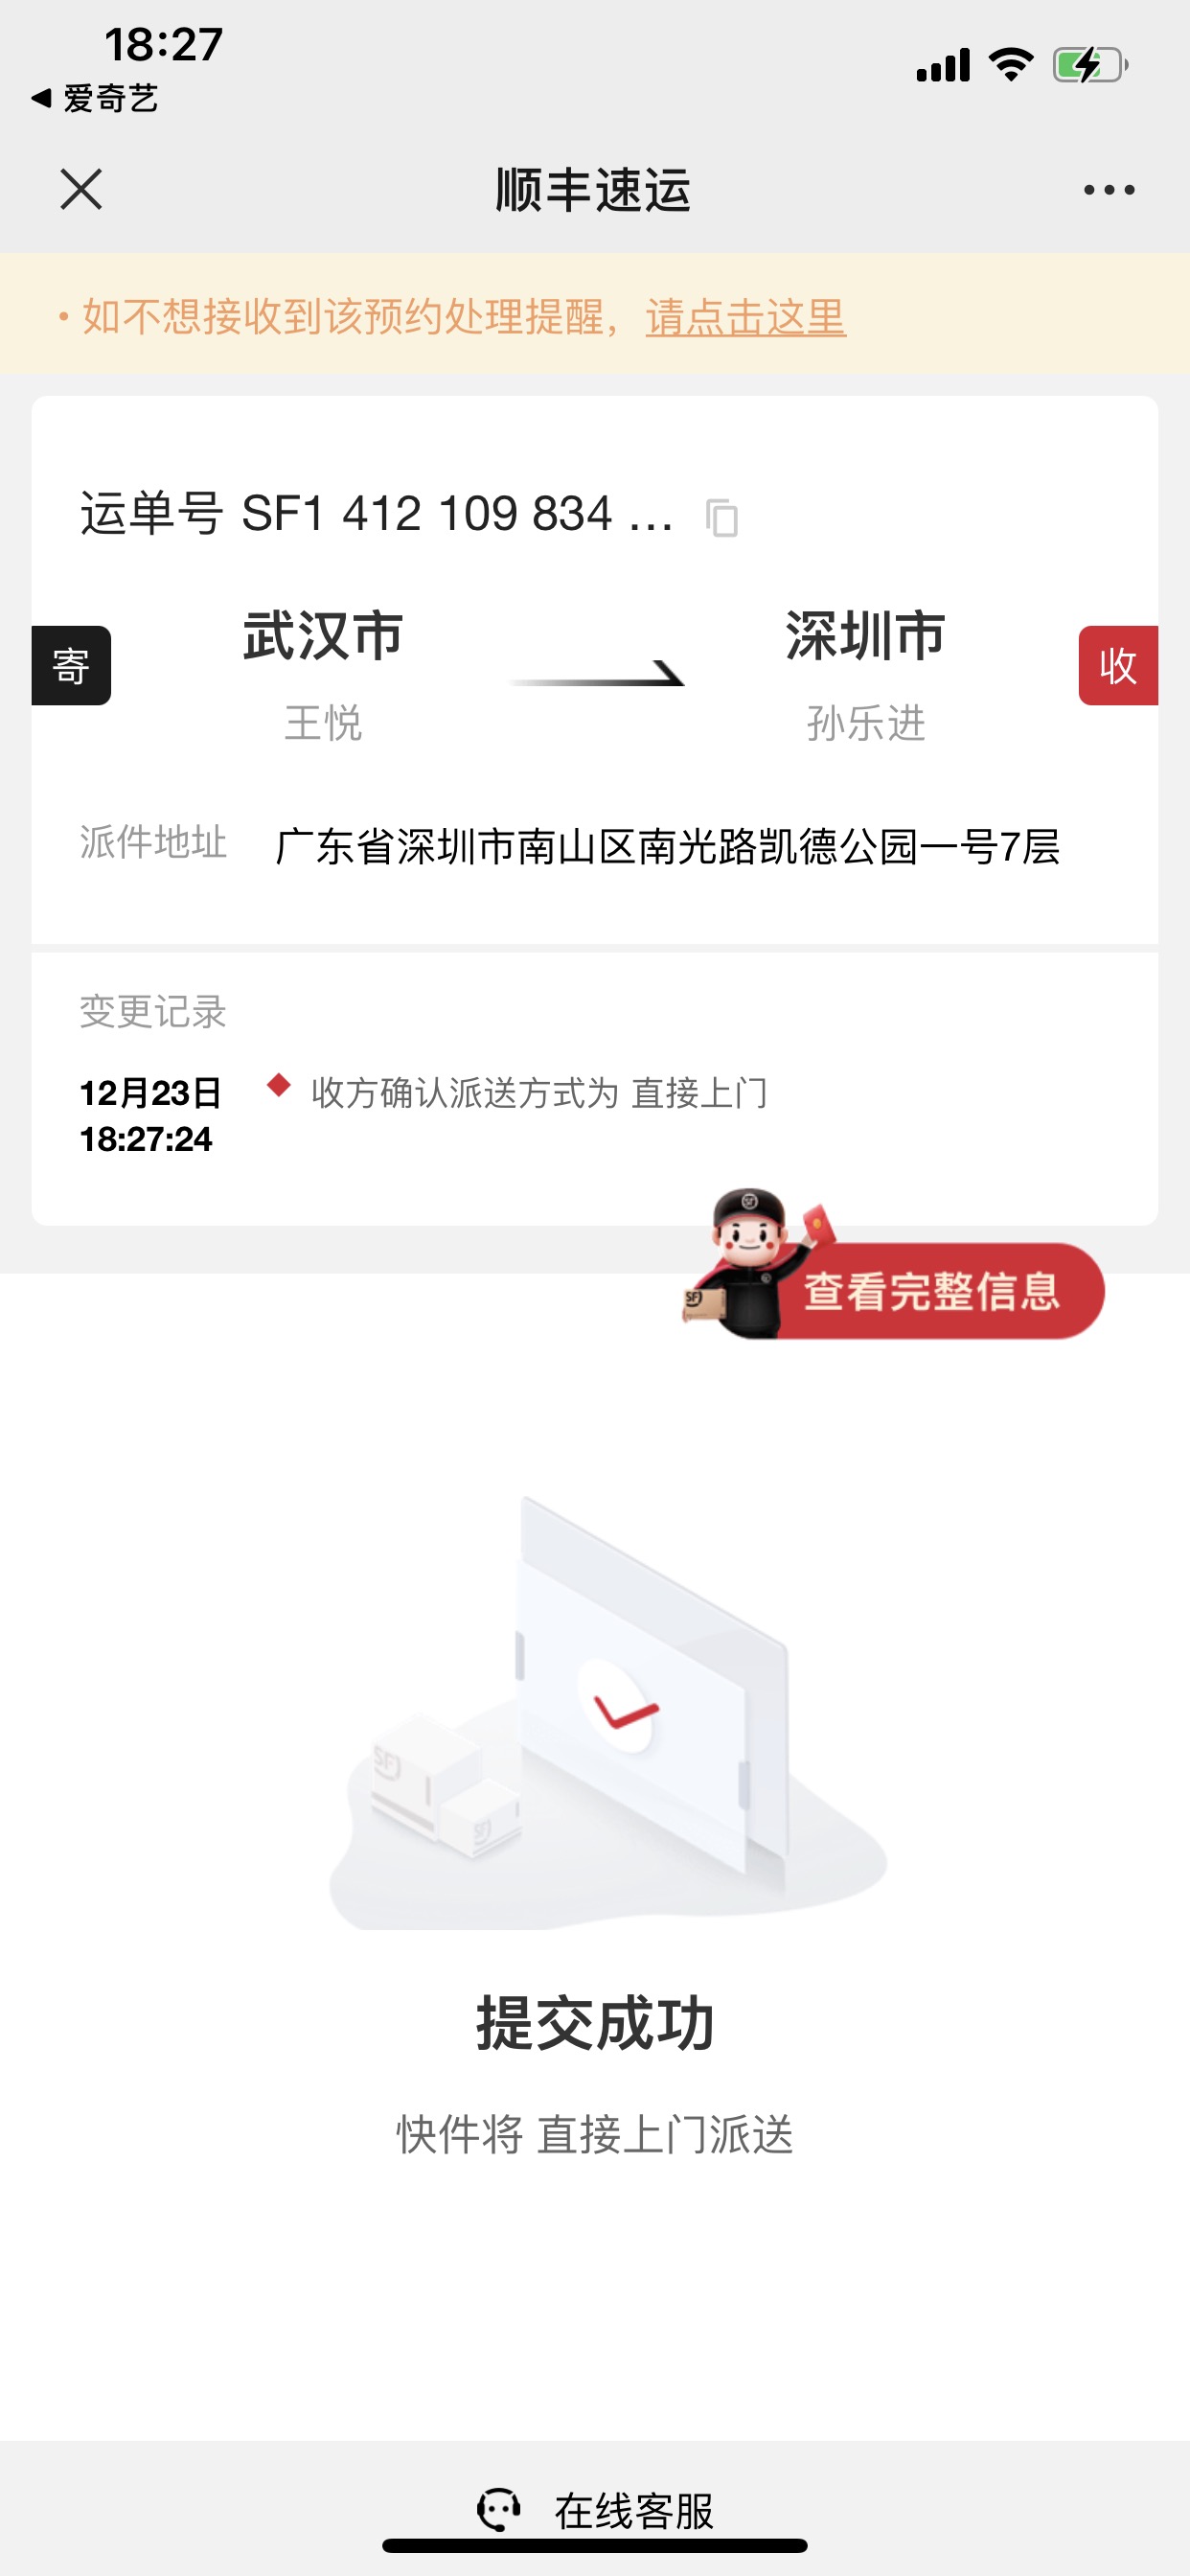 18:27
爱奇艺
顺丰速运
·如不想接收到该预约处理提醒，请点击这里
运单号 SF1 412 109 834 ...
武汉市
深圳市
寄
收
王悦
孙乐进
派件地址 广东省深圳市南山区南光路凯德公园一号7层
变更记录
12月23日 收方确认派送方式为 直接上门
18:27:24
查看完整信息
SF
SF
SF
SF
提交成功
快件将 直接上门派送
在线客服